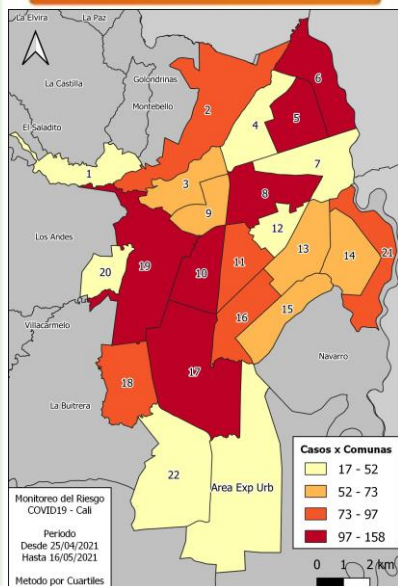 La Elvira
La Paz
La Castilla
Golondrinas
Montebello
El Saladito
Los Andes
Villacarmelo
La Buitrera
Navarro
6
2
5
4
7
1
3
8
9
12
13
14
21
20
19
10
11
15
16
17
18
22
Area Exp Urb
Casos x Comunas
17 - 52
52 - 73
73 - 97
97 - 158
0 1 2 km
Monitoreo del Riesgo
COVID19 - Cali
Periodo
Desde 25/04/2021
Hasta 16/05/2021
Metodo por Cuartiles